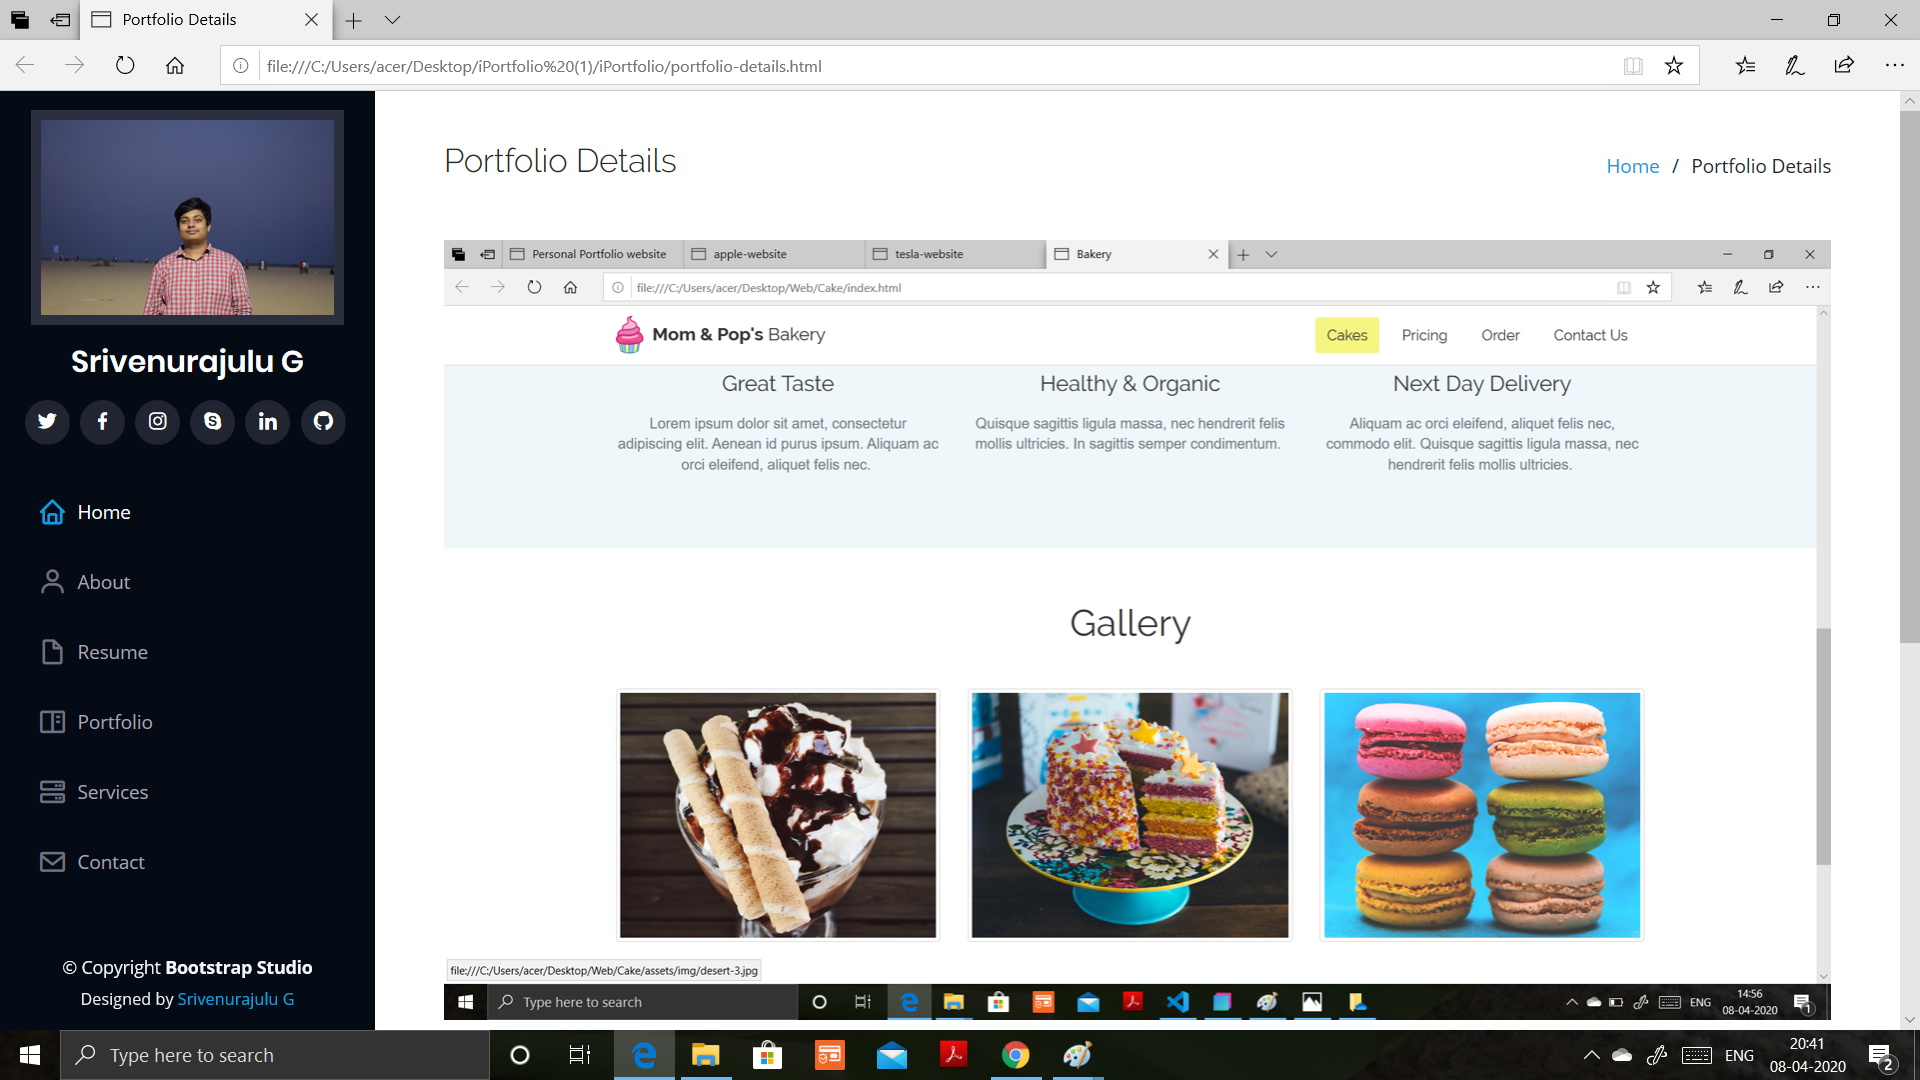 Portfolio Details
file:///C:/Users/acer/Desktop/iPortfolio%20(1)/iPortfolio/portfolio-details.html
Srivenurajulu G
Home
About
Resume
Portfolio
Services
Contact
© Copyright Bootstrap Studio
Designed by Srivenurajulu G
Portfolio Details
Home / Portfolio Details
Personal Portfolio website apple-website tesla-website Bakery
file:///C:/Users/acer/Desktop/Web/Cake/index.html
Mom & Pop's Bakery Cakes Pricing Order Contact Us
Great Taste
Lorem ipsum dolor sit amet, consectetur
adipiscing elit. Aenean id purus ipsum. Aliquam ac
orci eleifend, aliquet felis nec.
Healthy & Organic
Quisque sagittis ligula massa, nec hendrerit felis
mollis ultricies. In sagittis semper condimentum.
Next Day Delivery
Aliquam ac orci eleifend, aliquet felis nec,
commodo elit. Quisque sagittis ligula massa, nec
hendrerit felis mollis ultricies.
Gallery
file:///C:/Users/acer/Desktop/Web/Cake/assets/img/desert-3.jpg
Type here to search
ENG
14:56
08-04-2020
1
Type here to search
ENG
20:41
08-04-2020
2